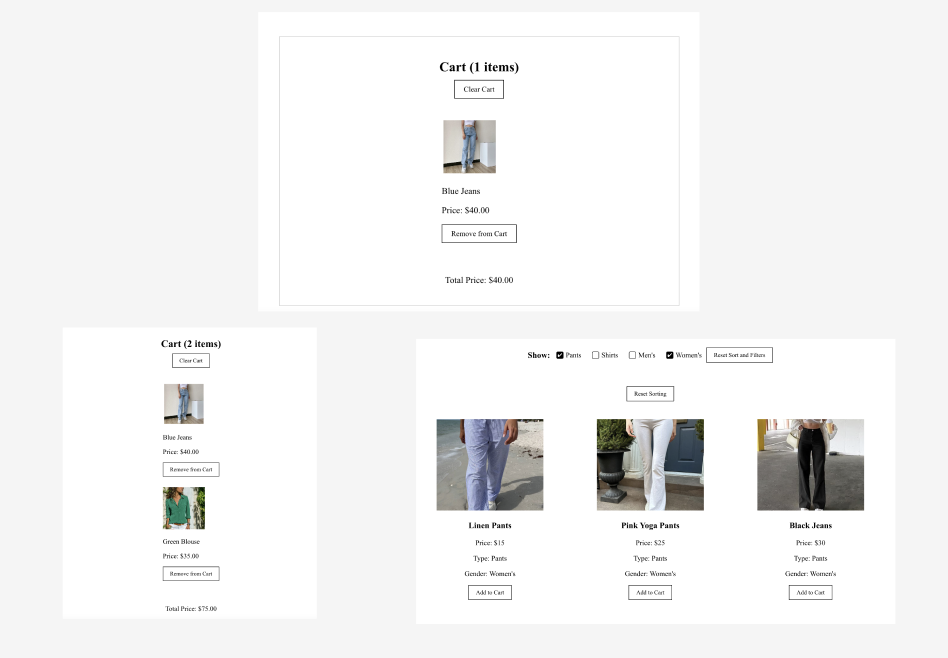 Cart (1 items)
Clear Cart
Blue Jeans
Price: $40.00
Remove from Cart
Total Price: $40.00
Cart (2 items)
Clear Cart
Blue Jeans
Price: $40.00
Remove from Cart
Green Blouse
Price: $35.00
Remove from Cart
Total Price: $75.00
Show: Pants Shirts Men's Women's Reset Sort and Filters
Reset Sorting
Linen Pants
Price: $15
Type: Pants
Gender: Women's
Add to Cart
Pink Yoga Pants
Price: $25
Type: Pants
Gender: Women's
Add to Cart
Black Jeans
Price: $30
Type: Pants
Gender: Women's
Add to Cart